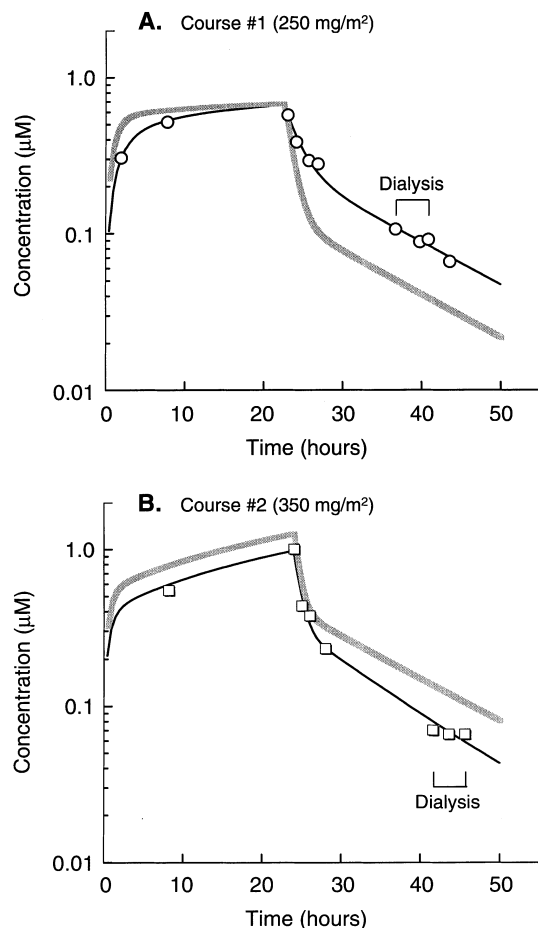 A. Course #1 (250 mg/m²)
1.0
0.1
0.01
Concentration (μM)
Dialysis
0 10 20 30 40 50
Time (hours)
B. Course #2 (350 mg/m²)
1.0
0.1
0.01
Concentration (μM)
Dialysis
0 10 20 30 40 50
Time (hours)